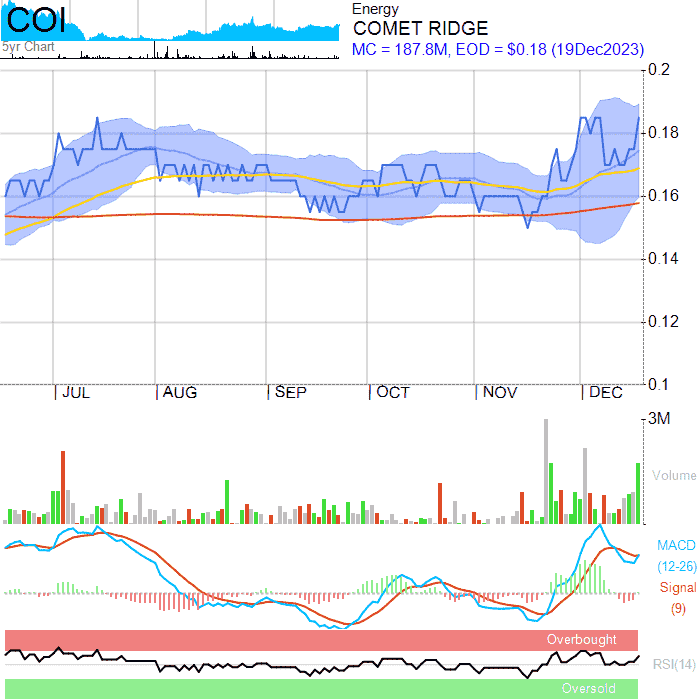 COI
5yr Chart
Energy
COMET RIDGE
MC = 187.8M, EOD = $0.18 (19Dec2023)
0.2
0.18
0.16
0.14
0.12
0.1
JUL AUG SEP OCT NOV DEC
3M
Volume
MACD
(12-26)
Signal
(9)
Overbought
RSI(14)
Oversold